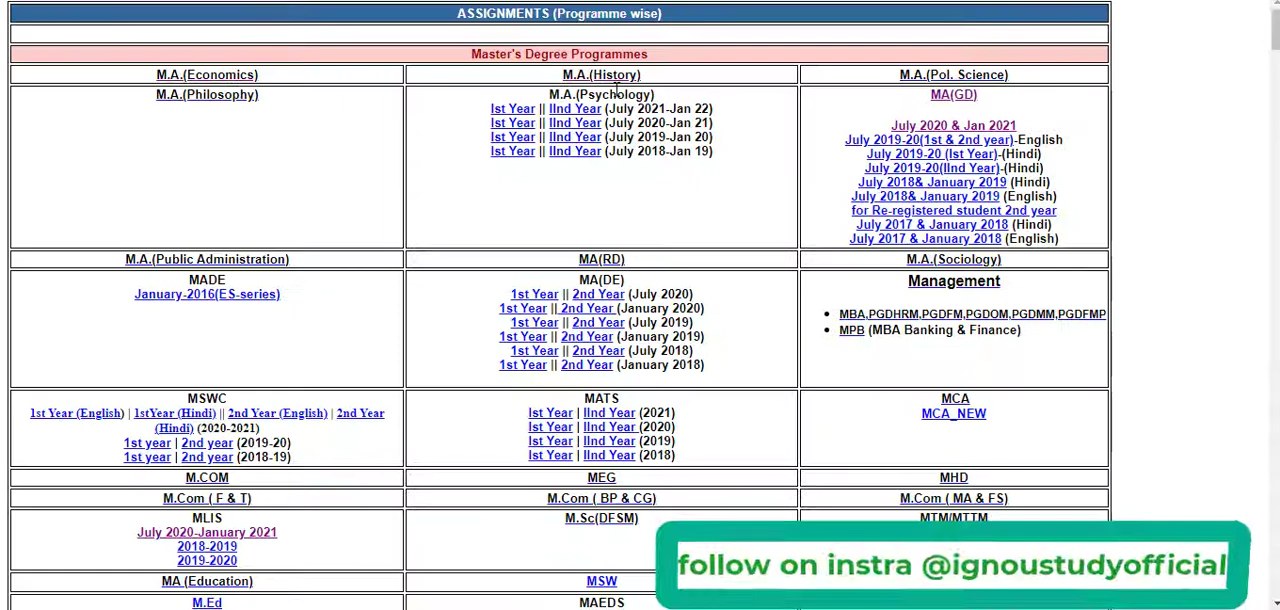 ASSIGNMENTS (Programme wise)
Master's Degree Programmes
M.A.(Economics)
M.A.(History)
M.A.(Pol. Science)
M.A.(Philosophy)
M.A.(Psychology)
Ist Year || IInd Year (July 2021-Jan 22)
Ist Year || IInd Year (July 2020-Jan 21)
Ist Year || IInd Year (July 2019-Jan 20)
Ist Year || IInd Year (July 2018-Jan 19)
MA(GD)
July 2020 & Jan 2021
July 2019-20(1st & 2nd year)-English
July 2019-20 (Ist Year)-(Hindi)
July 2019-20(IInd Year)-(Hindi)
July 2018& January 2019 (Hindi)
July 2018& January 2019 (English)
for Re-registered student 2nd year
July 2017 & January 2018 (Hindi)
July 2017 & January 2018 (English)
M.A.(Public Administration)
MA(RD)
M.A.(Sociology)
MADE
January-2016(ES-series)
MA(DE)
1st Year || 2nd Year (July 2020)
1st Year || 2nd Year (January 2020)
1st Year || 2nd Year (July 2019)
1st Year || 2nd Year (January 2019)
1st Year || 2nd Year (July 2018)
1st Year || 2nd Year (January 2018)
Management
• MBA,PGDHRM,PGDFM,PGDOM,PGDMM,PGDFMP
• MPB (MBA Banking & Finance)
MSWC
1st Year (English) | 1stYear (Hindi) || 2nd Year (English) | 2nd Year
(Hindi) (2020-2021)
1st year | 2nd year (2019-20)
1st year | 2nd year (2018-19)
MATS
Ist Year | IInd Year (2021)
Ist Year | IInd Year (2020)
Ist Year | IInd Year (2019)
Ist Year | IInd Year (2018)
MCA
MCA_NEW
M.COM
MEG
MHD
M.Com ( F & T)
M.Com ( BP & CG)
M.Com ( MA & FS)
MLIS
July 2020-January 2021
2018-2019
2019-2020
M.Sc(DFSM)
MTM/MTTM
MA (Education)
MSW
M.Ed
MAEDS
follow on instra @ignoustudyofficial